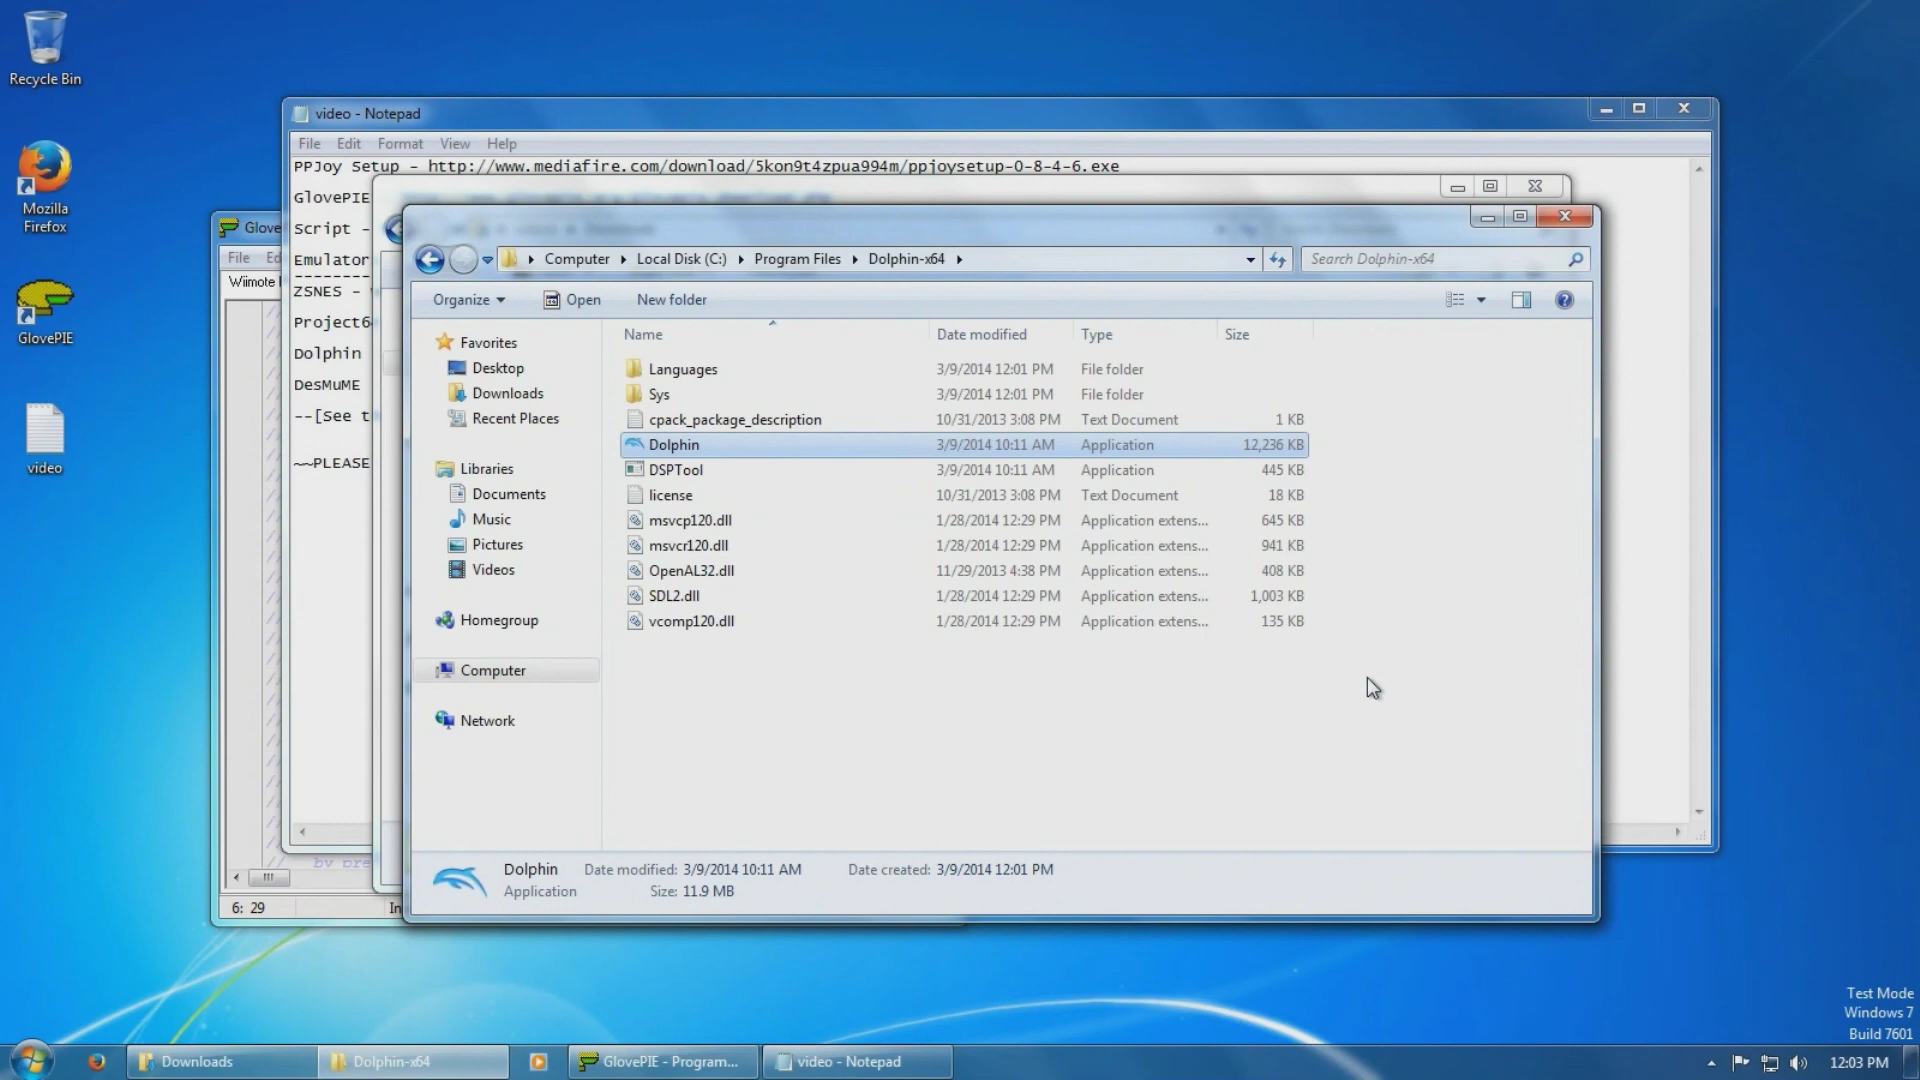 Recycle Bin
Mozilla
Firefox
GlovePIE
video
video - Notepad
File Edit Format View Help
PPJoy Setup - http://www.mediafire.com/download/5kon9t4zpua994m/ppjoysetup-0-8-4-6.exe
GlovePIE
Script -
Emulator
---------
ZSNES -
Project6
Dolphin
DesMuME
--[See t
~~PLEASE
Glove
File Ed
Wiimote
by pre
6: 29
In
Computer Local Disk (C:) Program Files Dolphin-x64
Search Dolphin-x64
Organize Open New folder
Favorites
Desktop
Downloads
Recent Places
Libraries
Documents
Music
Pictures
Videos
Homegroup
Computer
Network
Name Date modified Type Size
Languages 3/9/2014 12:01 PM File folder
Sys 3/9/2014 12:01 PM File folder
cpack_package_description 10/31/2013 3:08 PM Text Document 1 KB
Dolphin 3/9/2014 10:11 AM Application 12,236 KB
DSPTool 3/9/2014 10:11 AM Application 445 KB
license 10/31/2013 3:08 PM Text Document 18 KB
msvcp120.dll 1/28/2014 12:29 PM Application extens... 645 KB
msvcr120.dll 1/28/2014 12:29 PM Application extens... 941 KB
OpenAL32.dll 11/29/2013 4:38 PM Application extens... 408 KB
SDL2.dll 1/28/2014 12:29 PM Application extens... 1,003 KB
vcomp120.dll 1/28/2014 12:29 PM Application extens... 135 KB
Dolphin Date modified: 3/9/2014 10:11 AM Date created: 3/9/2014 12:01 PM
Application Size: 11.9 MB
Test Mode
Windows 7
Build 7601
Downloads
Dolphin-x64
GlovePIE - Program...
video - Notepad
12:03 PM